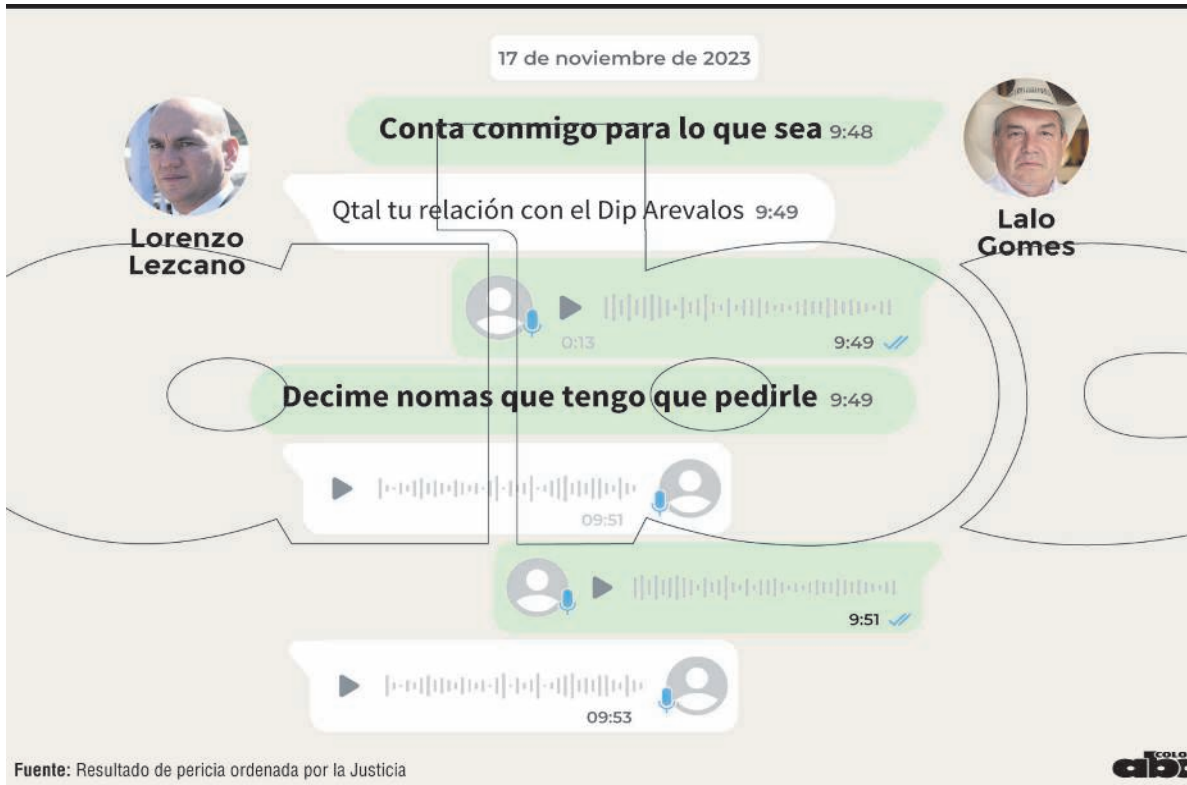 17 de noviembre de 2023
Conta conmigo para lo que sea 9:48
Lorenzo
Lezcano
Lalo
Gomes
Qtal tu relación con el Dip Arevalos 9:49
0:13 9:49
Decime nomas que tengo que pedirle 9:49
09:51
9:51
09:53
Fuente: Resultado de pericia ordenada por la Justicia